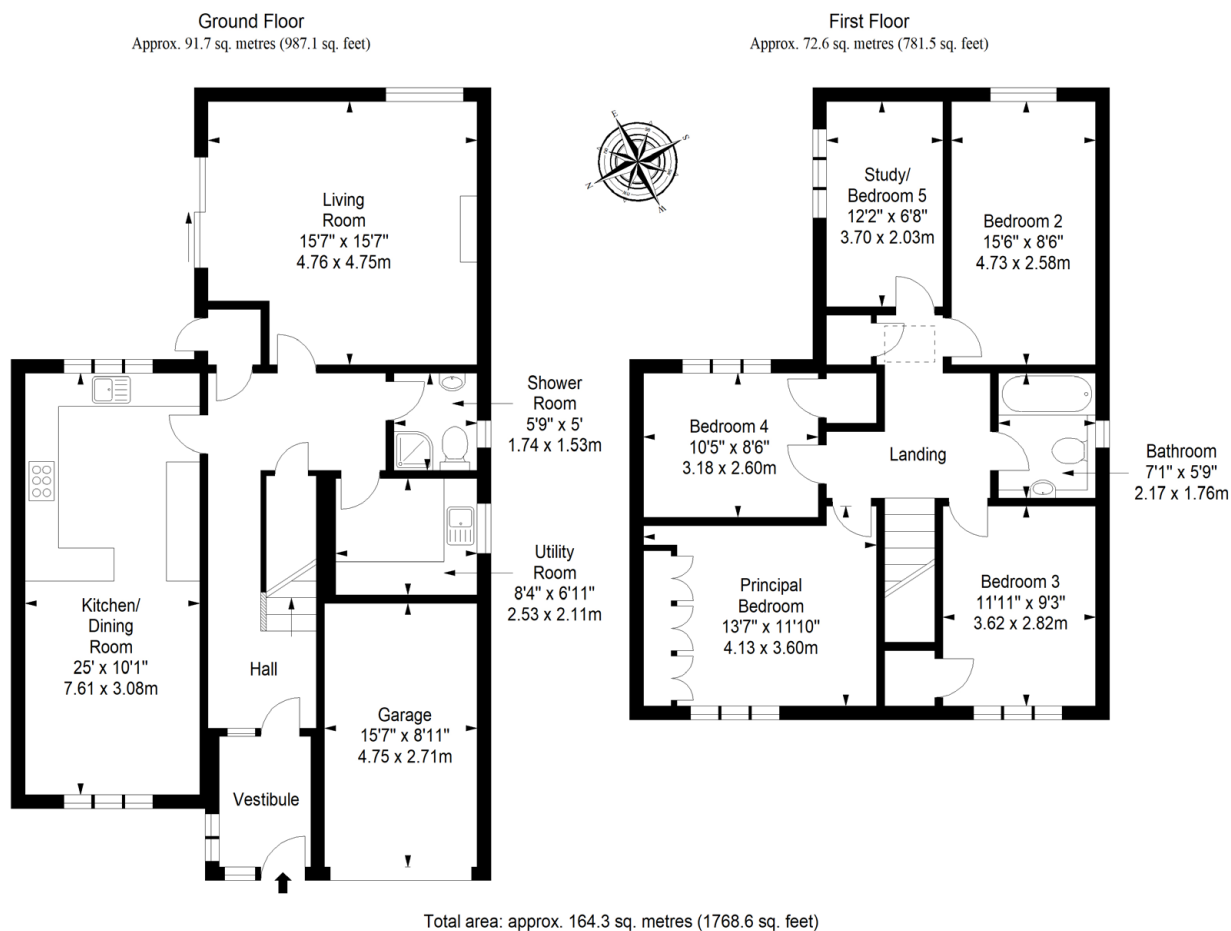 Ground Floor
Approx. 91.7 sq. metres (987.1 sq. feet)
Living
Room
15'7" x 15'7"
4.76 x 4.75m
Shower
Room
5'9" x 5'
1.74 x 1.53m
Utility
Room
8'4" x 6'11"
2.53 x 2.11m
Kitchen/
Dining
Room
25' x 10'1"
7.61 x 3.08m
Hall
Garage
15'7" x 8'11"
4.75 x 2.71m
Vestibule
E
S
N
W
First Floor
Approx. 72.6 sq. metres (781.5 sq. feet)
Study/
Bedroom 5
12'2" x 6'8"
3.70 x 2.03m
Bedroom 2
15'6" x 8'6"
4.73 x 2.58m
Bedroom 4
10'5" x 8'6"
3.18 x 2.60m
Landing
Bathroom
7'1" x 5'9"
2.17 x 1.76m
Principal
Bedroom
13'7" x 11'10"
4.13 x 3.60m
Bedroom 3
11'11" x 9'3"
3.62 x 2.82m
Total area: approx. 164.3 sq. metres (1768.6 sq. feet)